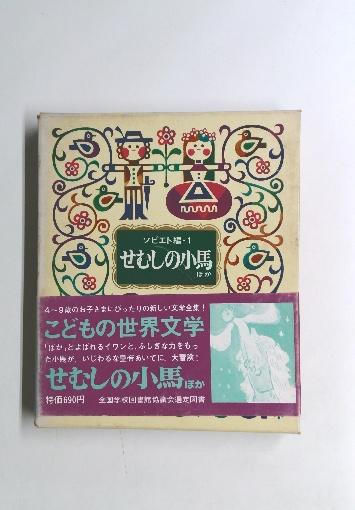 ソビエト編・1
せむしの小馬
ほか
4〜9歳のお子さまにぴったりの新しい文学全集！
こどもの世界文学
「ばか」とよばれるイワンと、ふしぎな力をもっ
た小馬が、いじわるな皇帝あいてに、大冒険！
せむしの小馬ほか
特価690円 全国学校図書館協議会選定図書